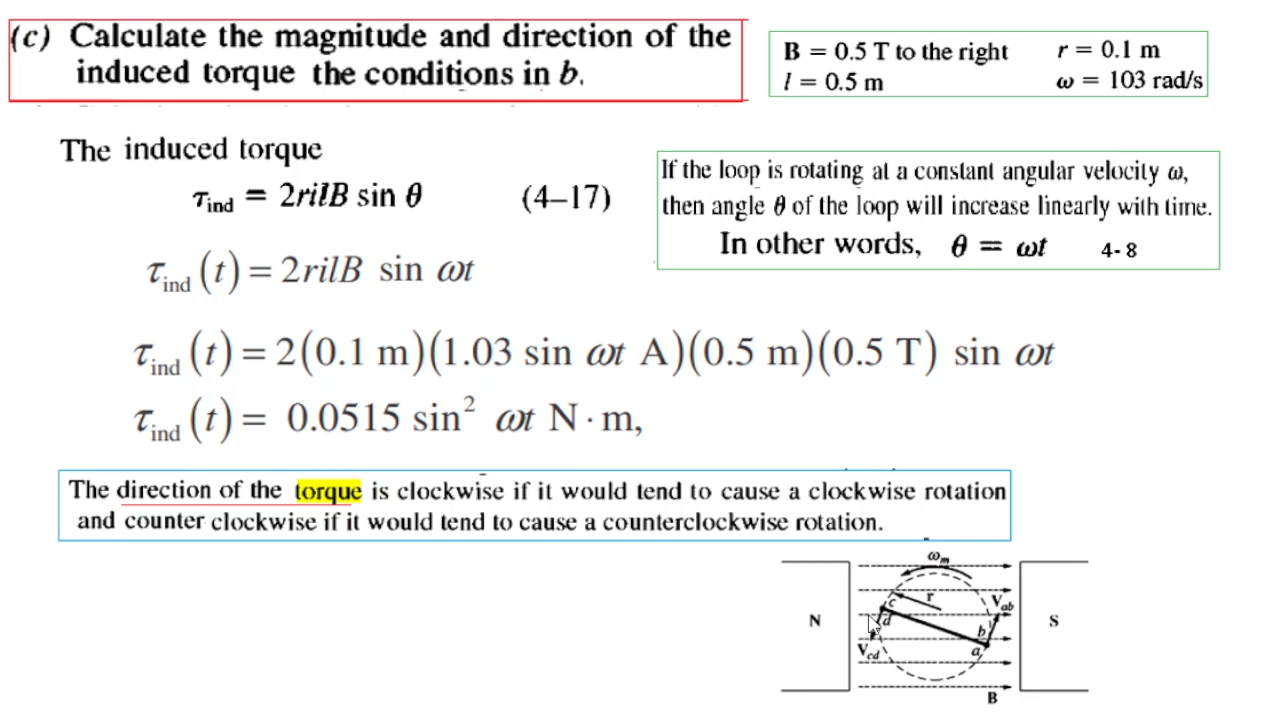 (c) Calculate the magnitude and direction of the
induced torque the conditions in b.
B = 0.5 T to the right r = 0.1 m
l = 0.5 m ω = 103 rad/s
The induced torque
τind = 2rilB sin θ (4–17)
If the loop is rotating at a constant angular velocity ω,
then angle θ of the loop will increase linearly with time.
In other words, θ = ωt 4- 8
τind (t) = 2rilB sin ωt
τind (t) = 2(0.1 m)(1.03 sin ωt A)(0.5 m)(0.5 T) sin ωt
τind (t) = 0.0515 sin² ωt N·m,
The direction of the torque is clockwise if it would tend to cause a clockwise rotation
and counter clockwise if it would tend to cause a counterclockwise rotation.
ωm
c r Vab
N d b S
Vcd a
B